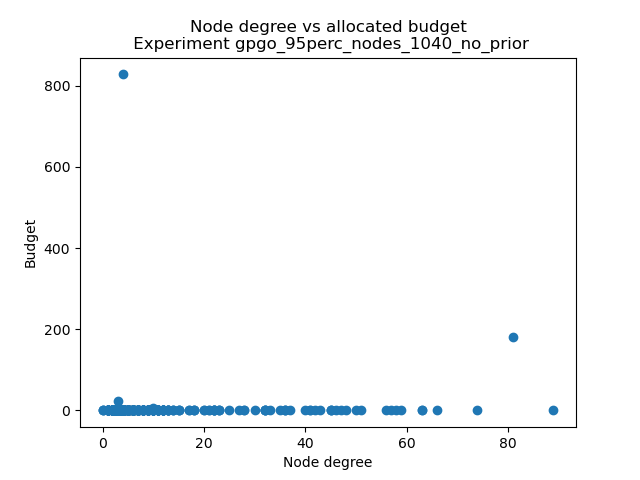 Node degree vs allocated budget
Experiment gpgo_95perc_nodes_1040_no_prior
800
600
400
200
0
Budget
0 20 40 60 80
Node degree